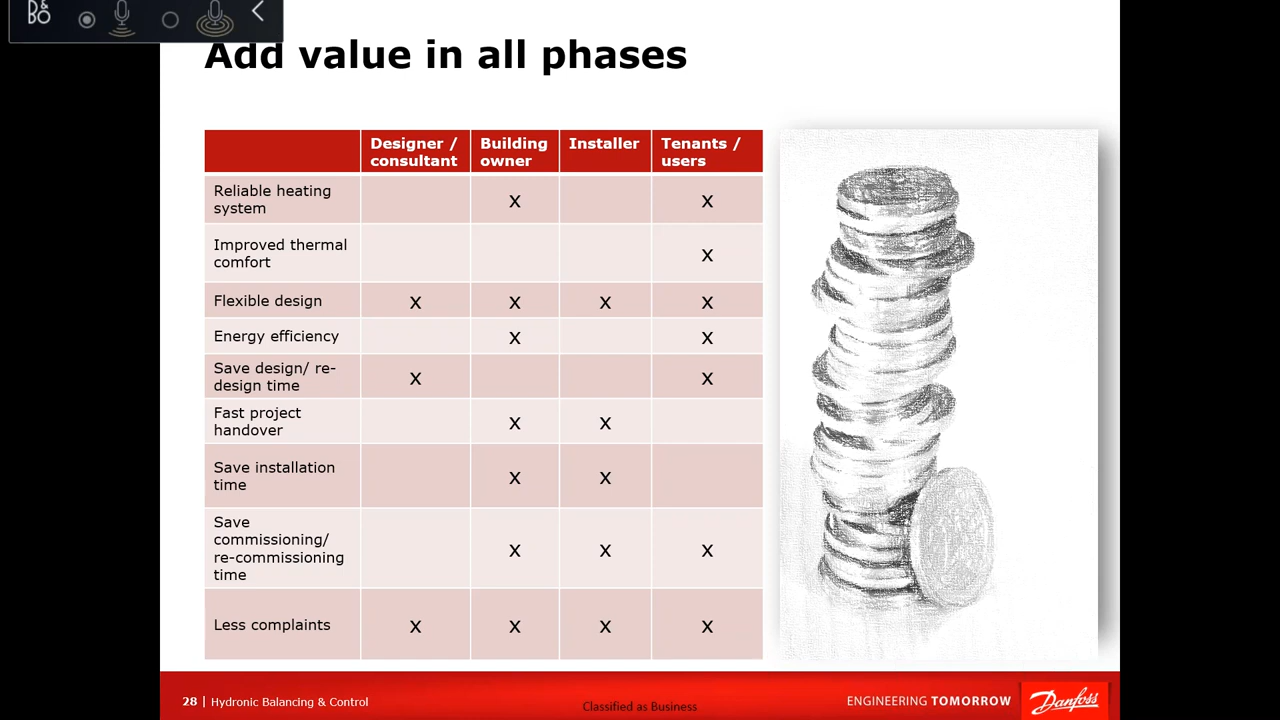 B&BO
Add value in all phases
Designer / consultant Building owner Installer Tenants / users
Reliable heating system x x
Improved thermal comfort x
Flexible design x x x x
Energy efficiency x x
Save design/ re-design time x x
Fast project handover x x
Save installation time x x
Save commissioning/ re-commissioning time x x x
Less complaints x x x x
28 | Hydronic Balancing & Control
Classified as Business
ENGINEERING TOMORROW
Danfoss